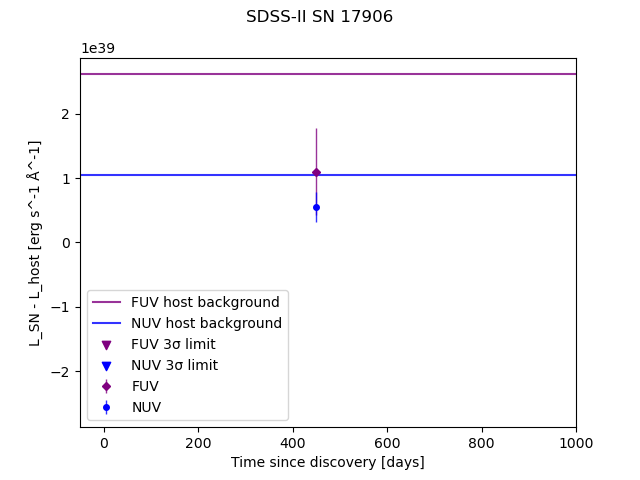 SDSS-II SN 17906
1e39
2
1
0
−1
−2
L_SN - L_host [erg s^-1 Å^-1]
FUV host background
NUV host background
FUV 3σ limit
NUV 3σ limit
FUV
NUV
0 200 400 600 800 1000
Time since discovery [days]